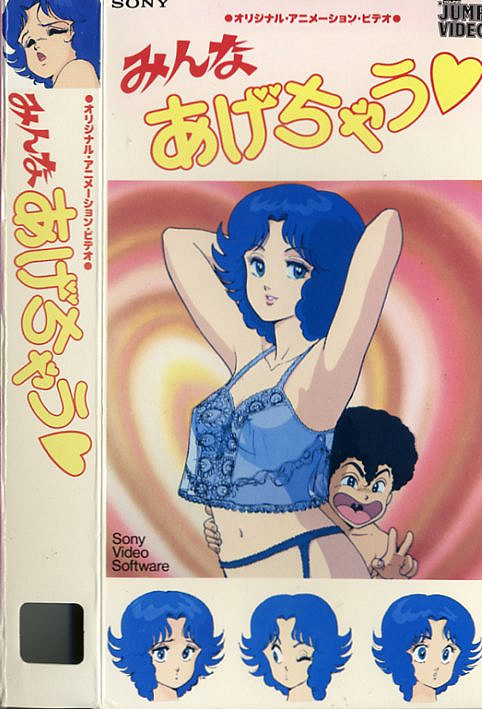 SONY
JUMP
VIDEO
●オリジナル・アニメーション・ビデオ●
みんな
あげちゃう♡
Sony
Video
Software
●オリジナル・アニメーション・ビデオ●
みんな
あげちゃう♡